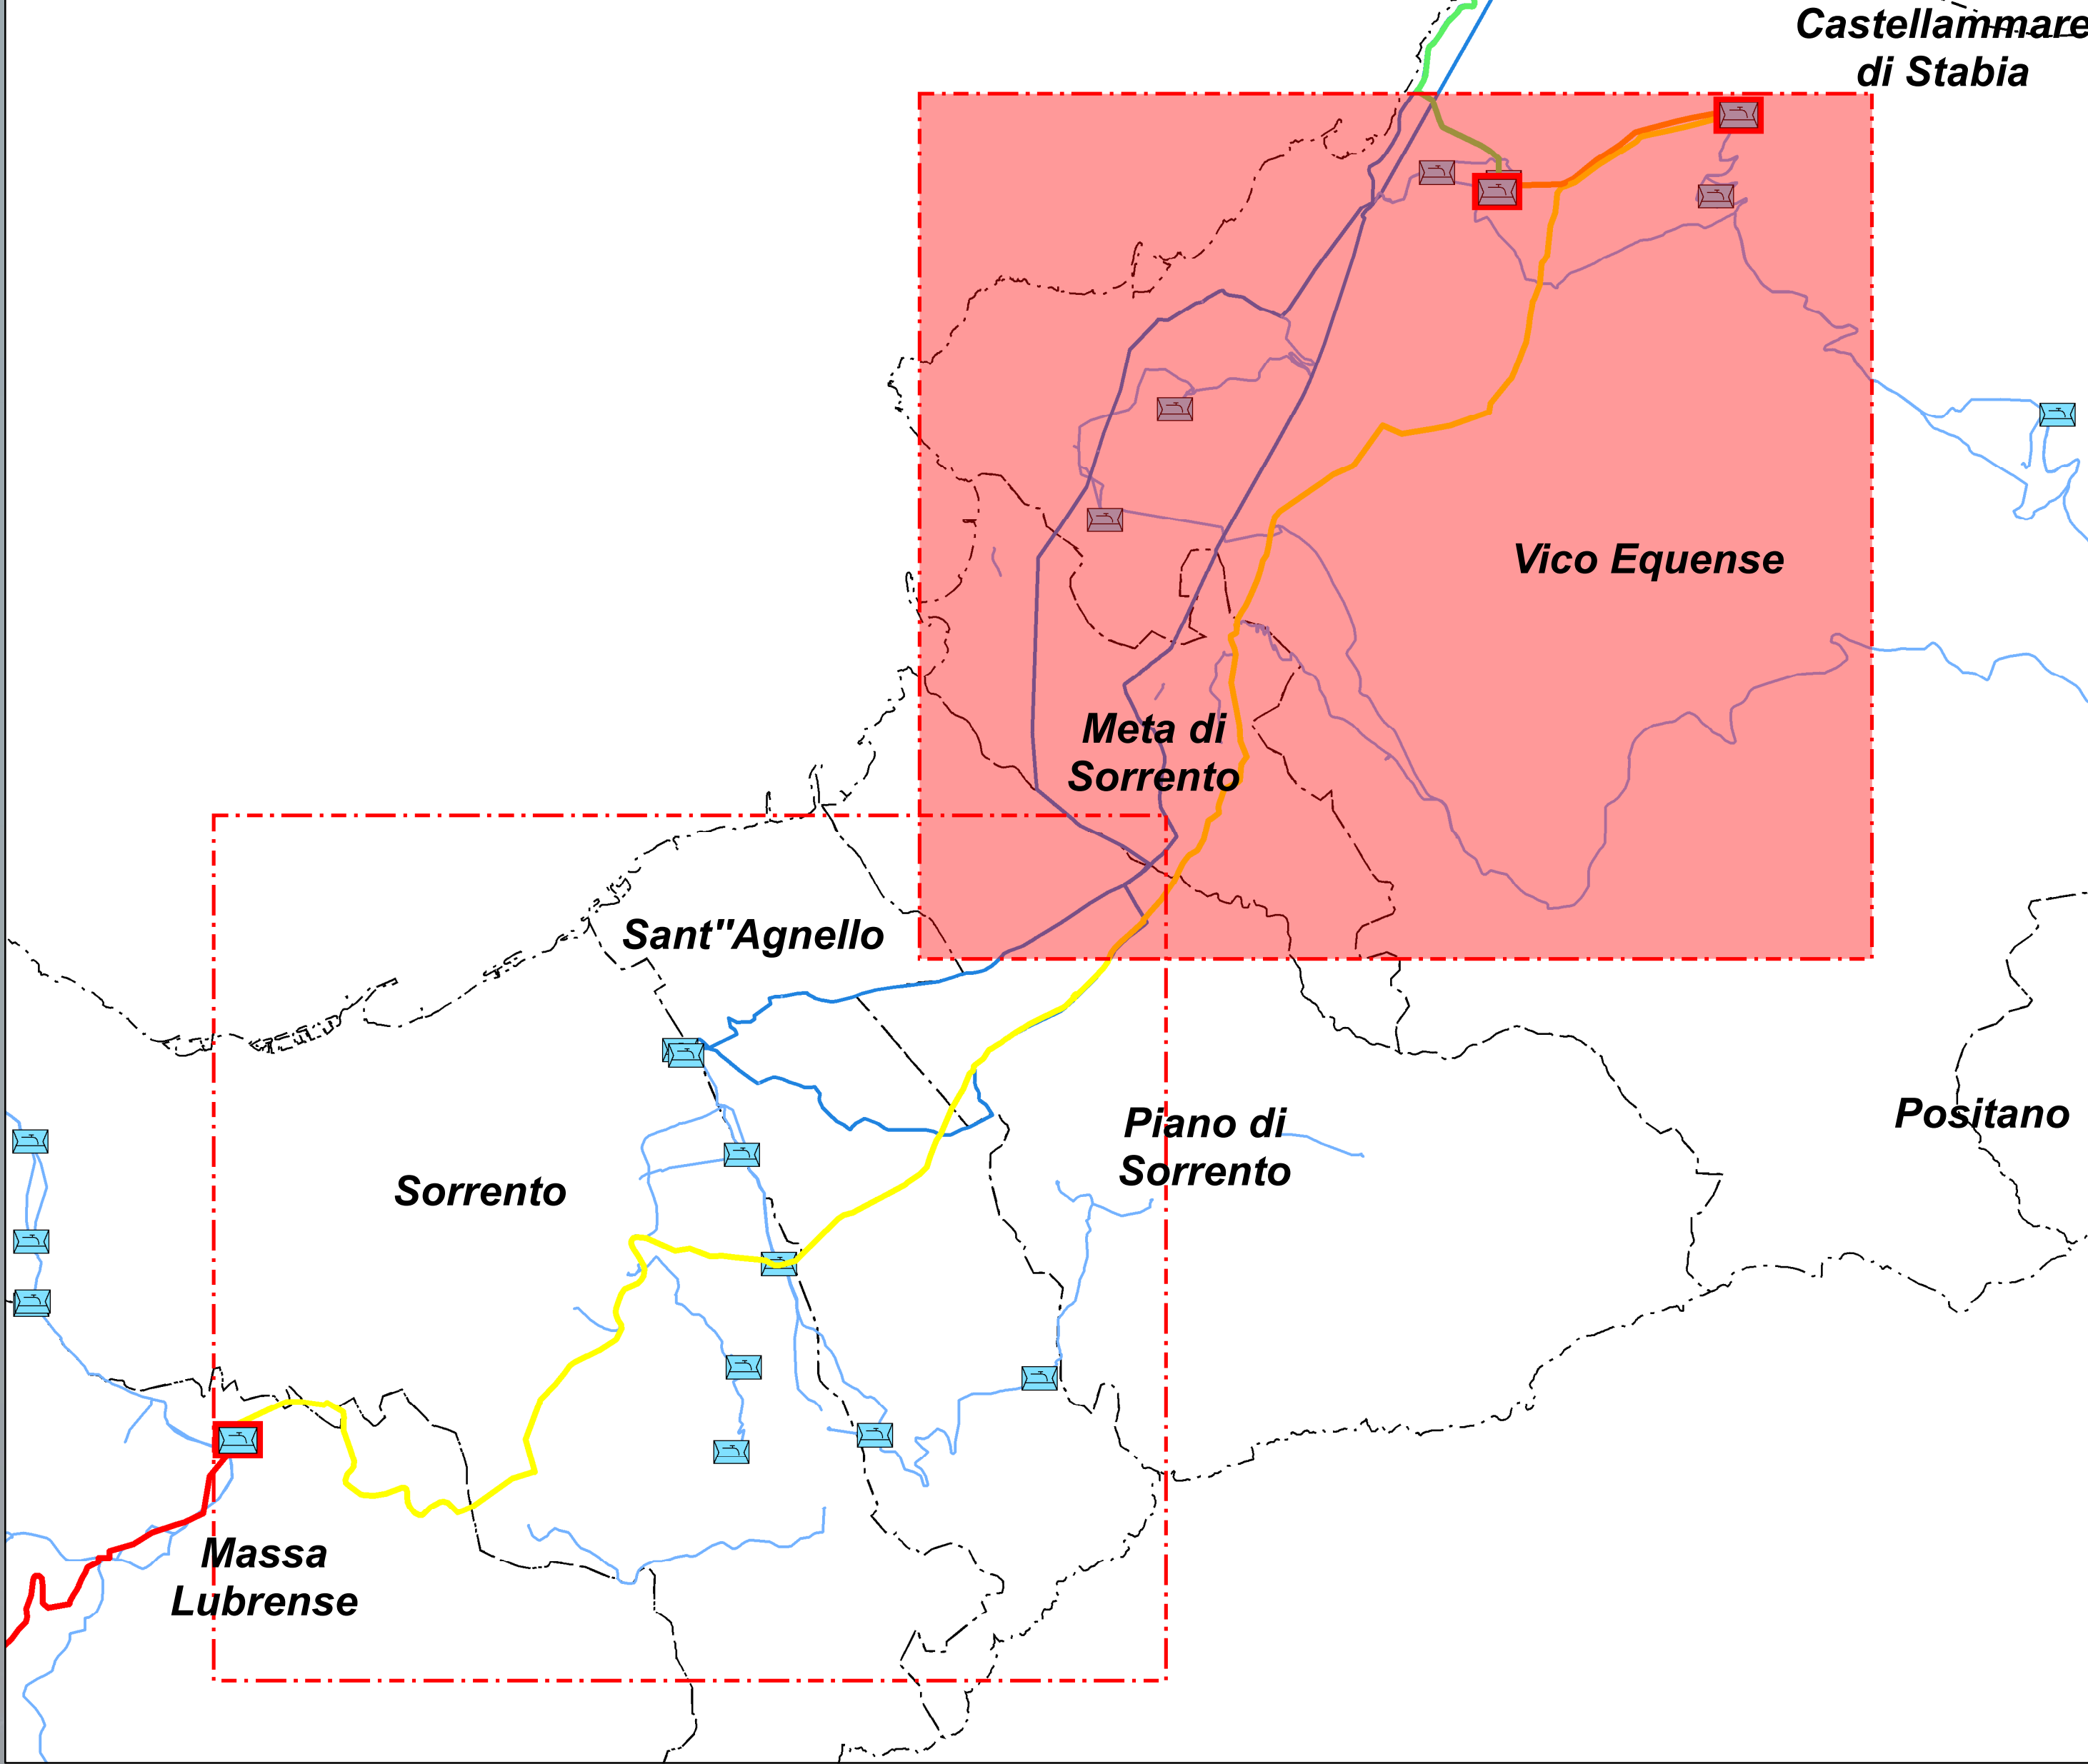 Castellammare
di Stabia
Vico Equense
Meta di
Sorrento
Sant"Agnello
Piano di
Sorrento
Positano
Sorrento
Massa
Lubrense